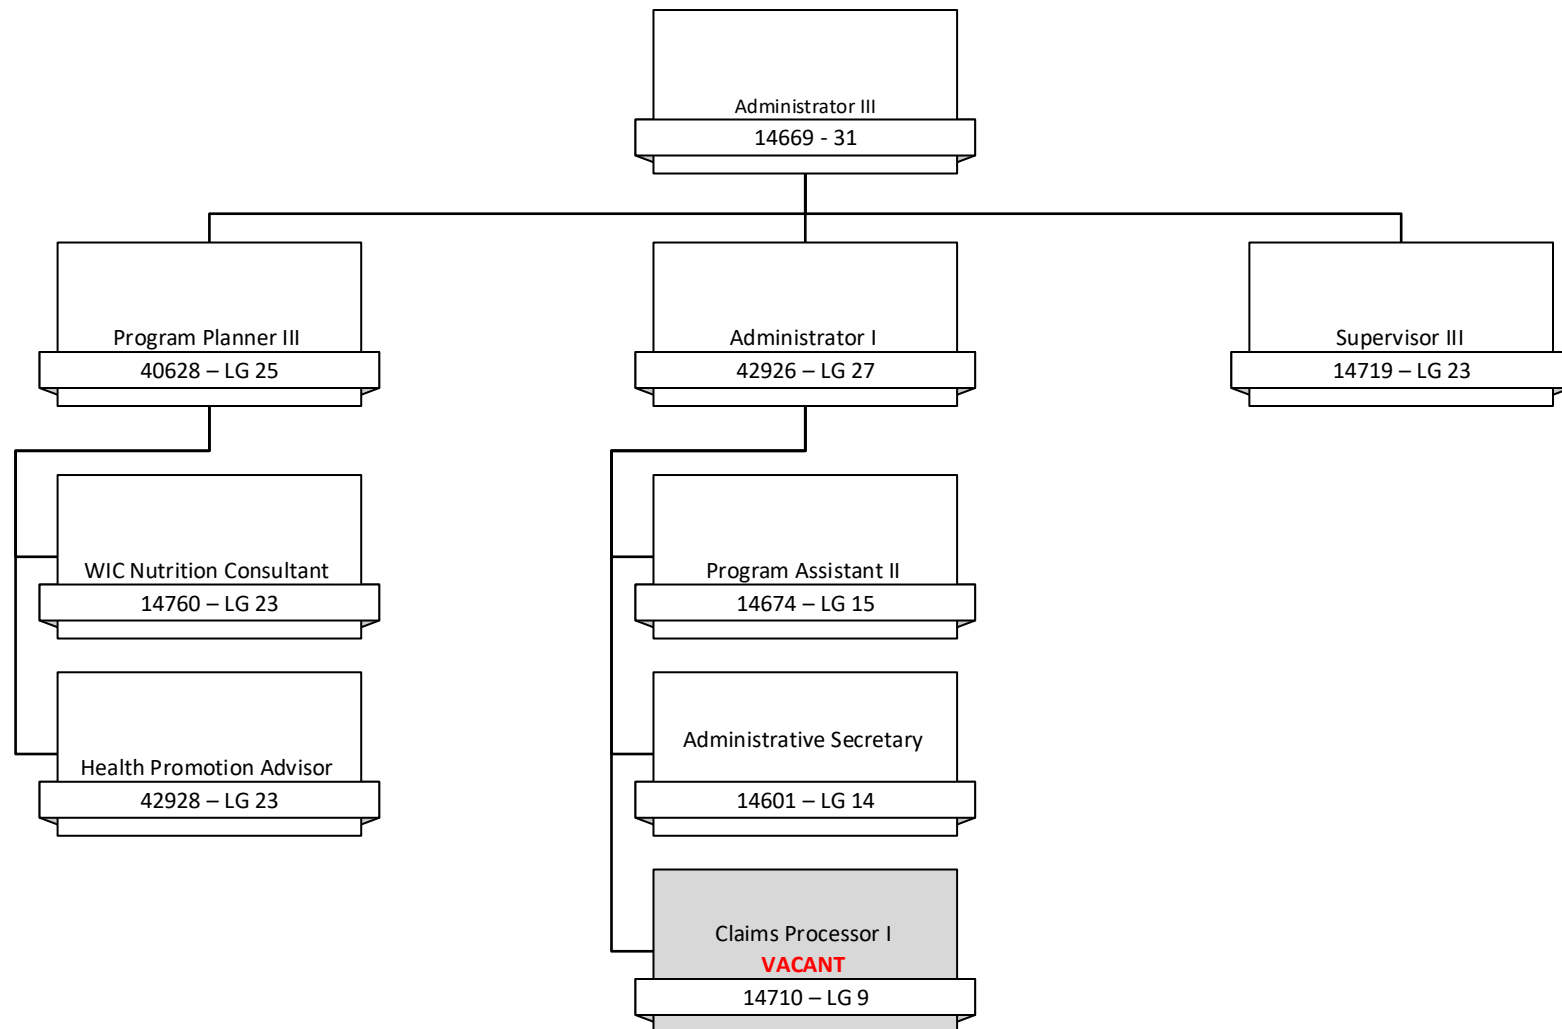 Administrator III
14669 - 31
Program Planner III
40628 – LG 25
Administrator I
42926 – LG 27
Supervisor III
14719 – LG 23
WIC Nutrition Consultant
14760 – LG 23
Program Assistant II
14674 – LG 15
Health Promotion Advisor
42928 – LG 23
Administrative Secretary
14601 – LG 14
Claims Processor I
VACANT
14710 – LG 9